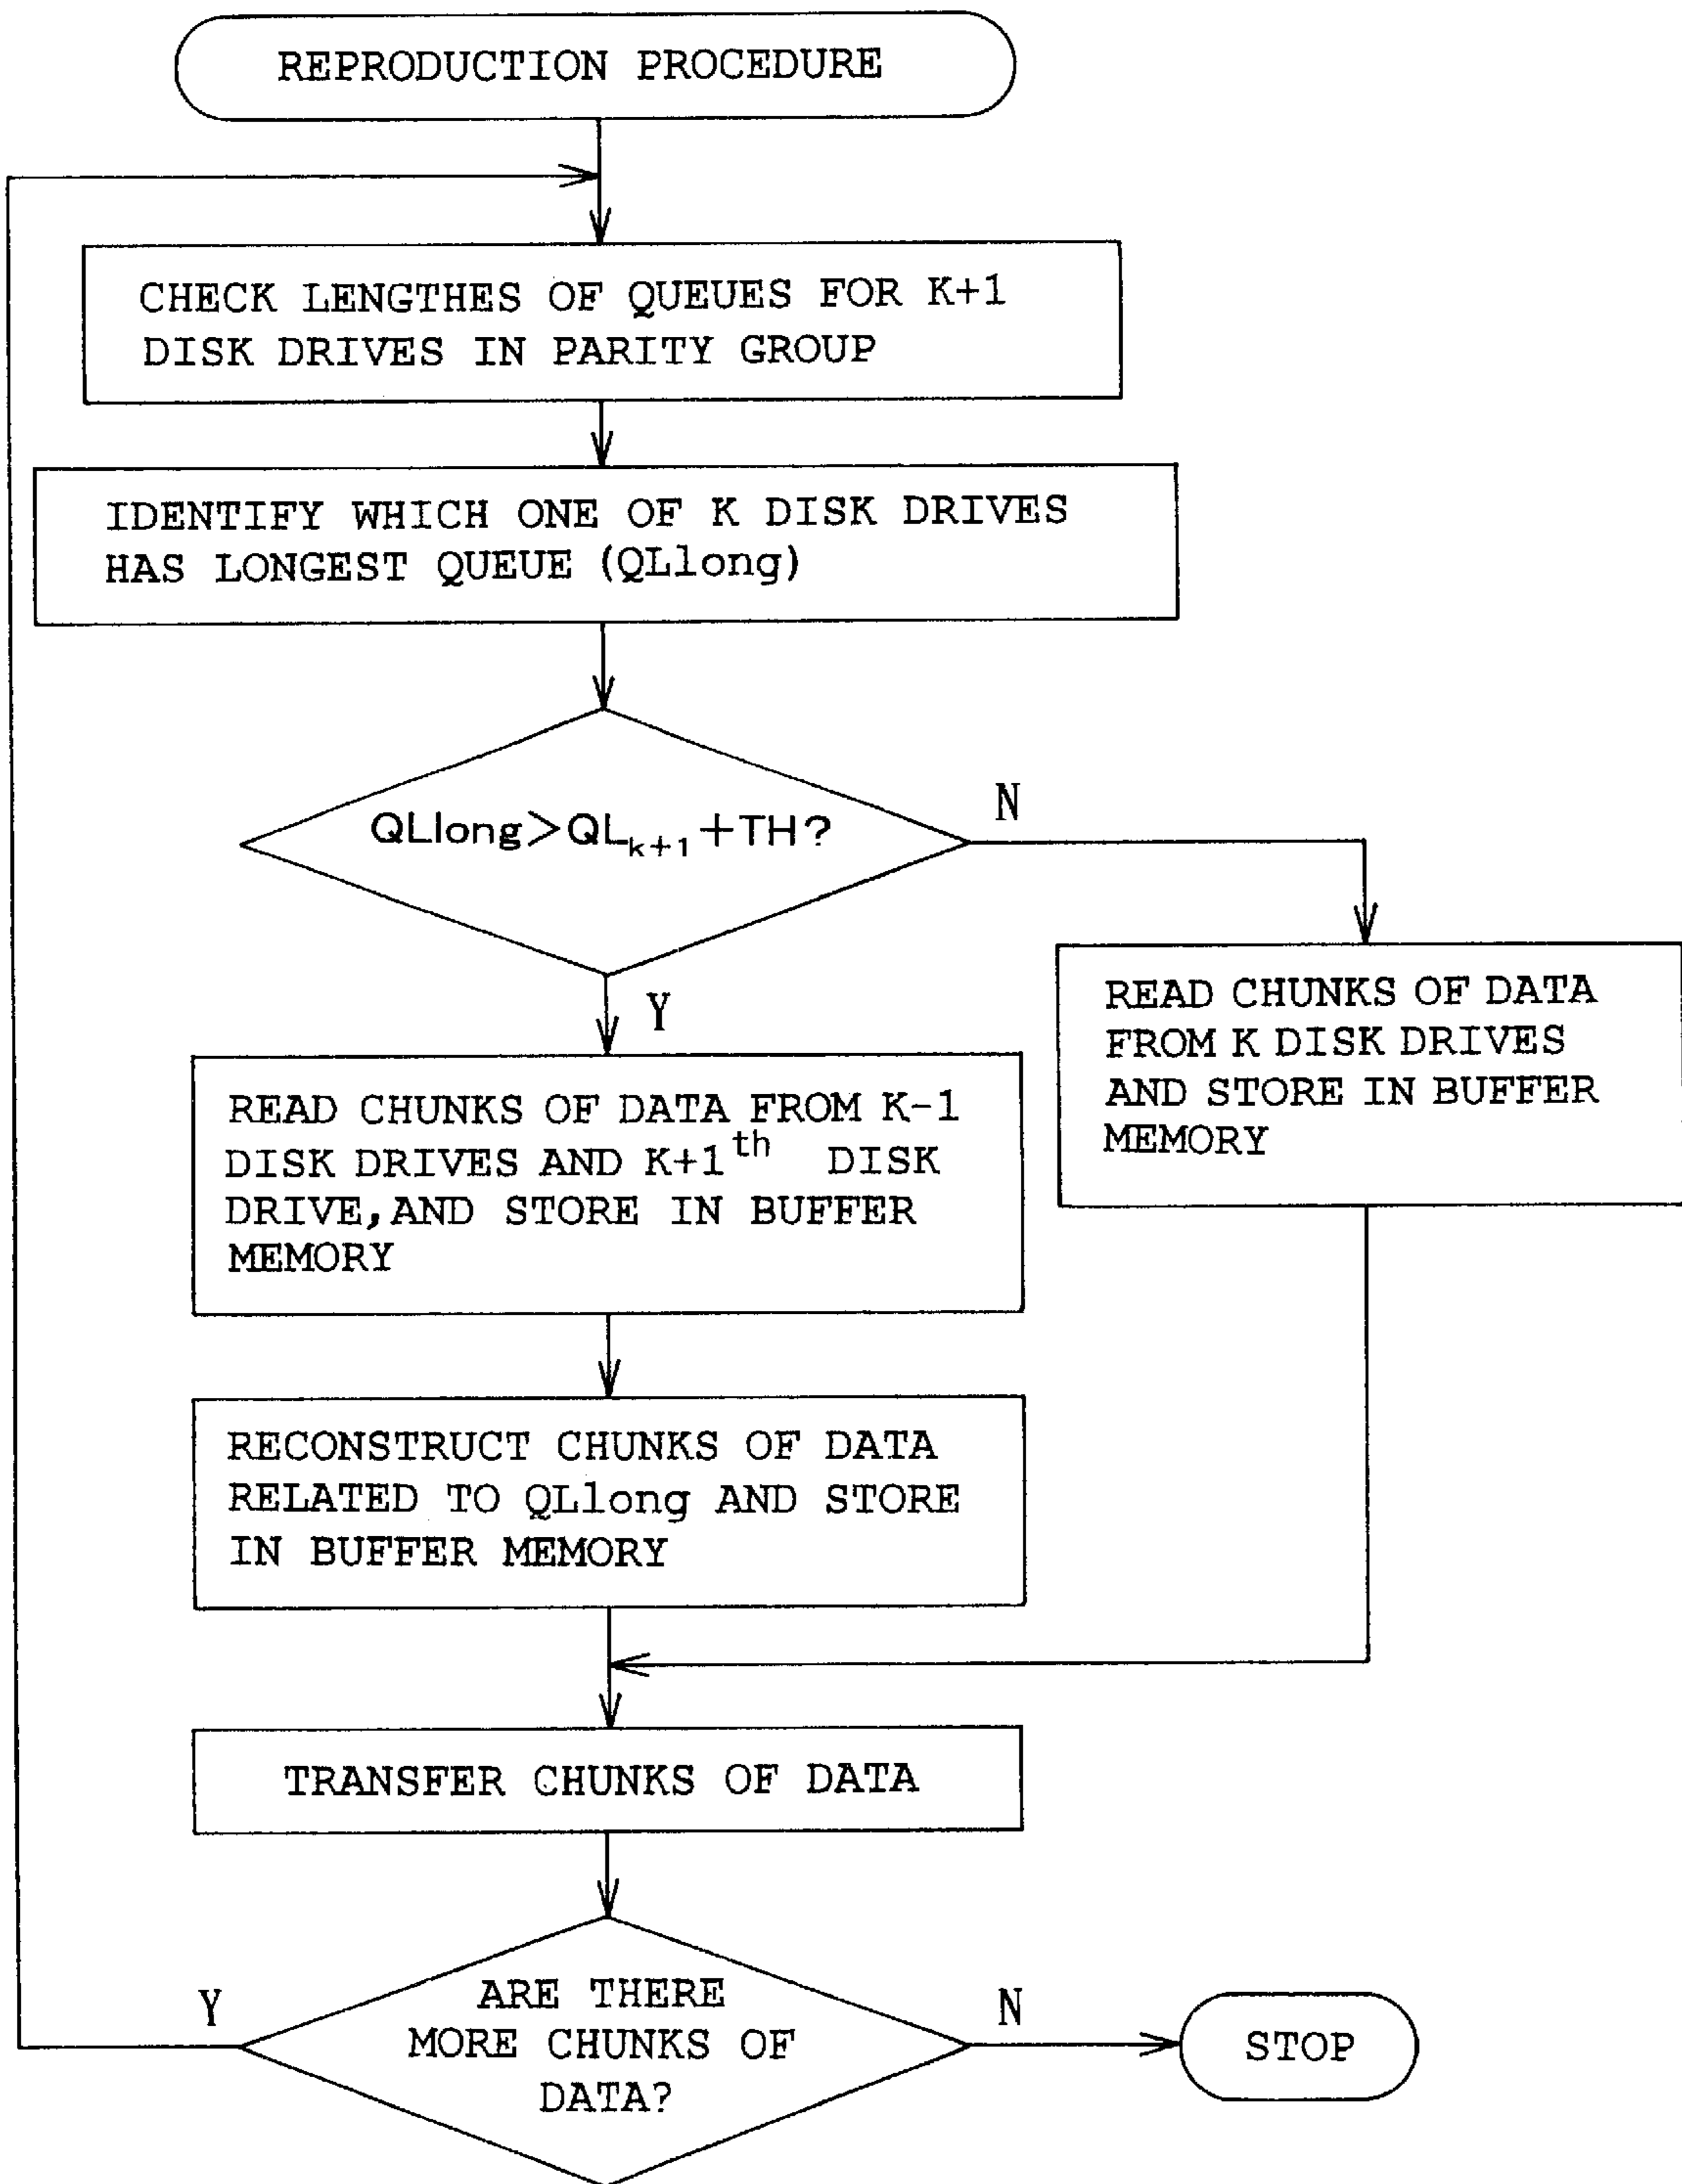 REPRODUCTION PROCEDURE
CHECK LENGTHES OF QUEUES FOR K+1
DISK DRIVES IN PARITY GROUP
IDENTIFY WHICH ONE OF K DISK DRIVES
HAS LONGEST QUEUE (QLlong)
QLlong>QLk+1+TH?
N
Y
READ CHUNKS OF DATA
FROM K DISK DRIVES
AND STORE IN BUFFER
MEMORY
READ CHUNKS OF DATA FROM K-1
DISK DRIVES AND K+1th DISK
DRIVE,AND STORE IN BUFFER
MEMORY
RECONSTRUCT CHUNKS OF DATA
RELATED TO QLlong AND STORE
IN BUFFER MEMORY
TRANSFER CHUNKS OF DATA
ARE THERE
MORE CHUNKS OF
DATA?
Y
N
STOP